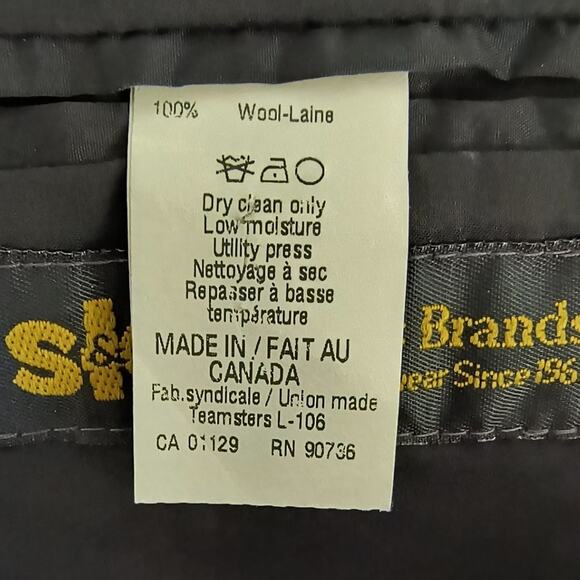 100% Wool-Laine
Dry clean only
Low moisture
Utility press
Nettoyage à sec
Repasser à basse
température
MADE IN / FAIT AU
CANADA
Fab.syndicale / Union made
Teamsters L-106
CA 01129 RN 90736
S&
Brands
Since 196